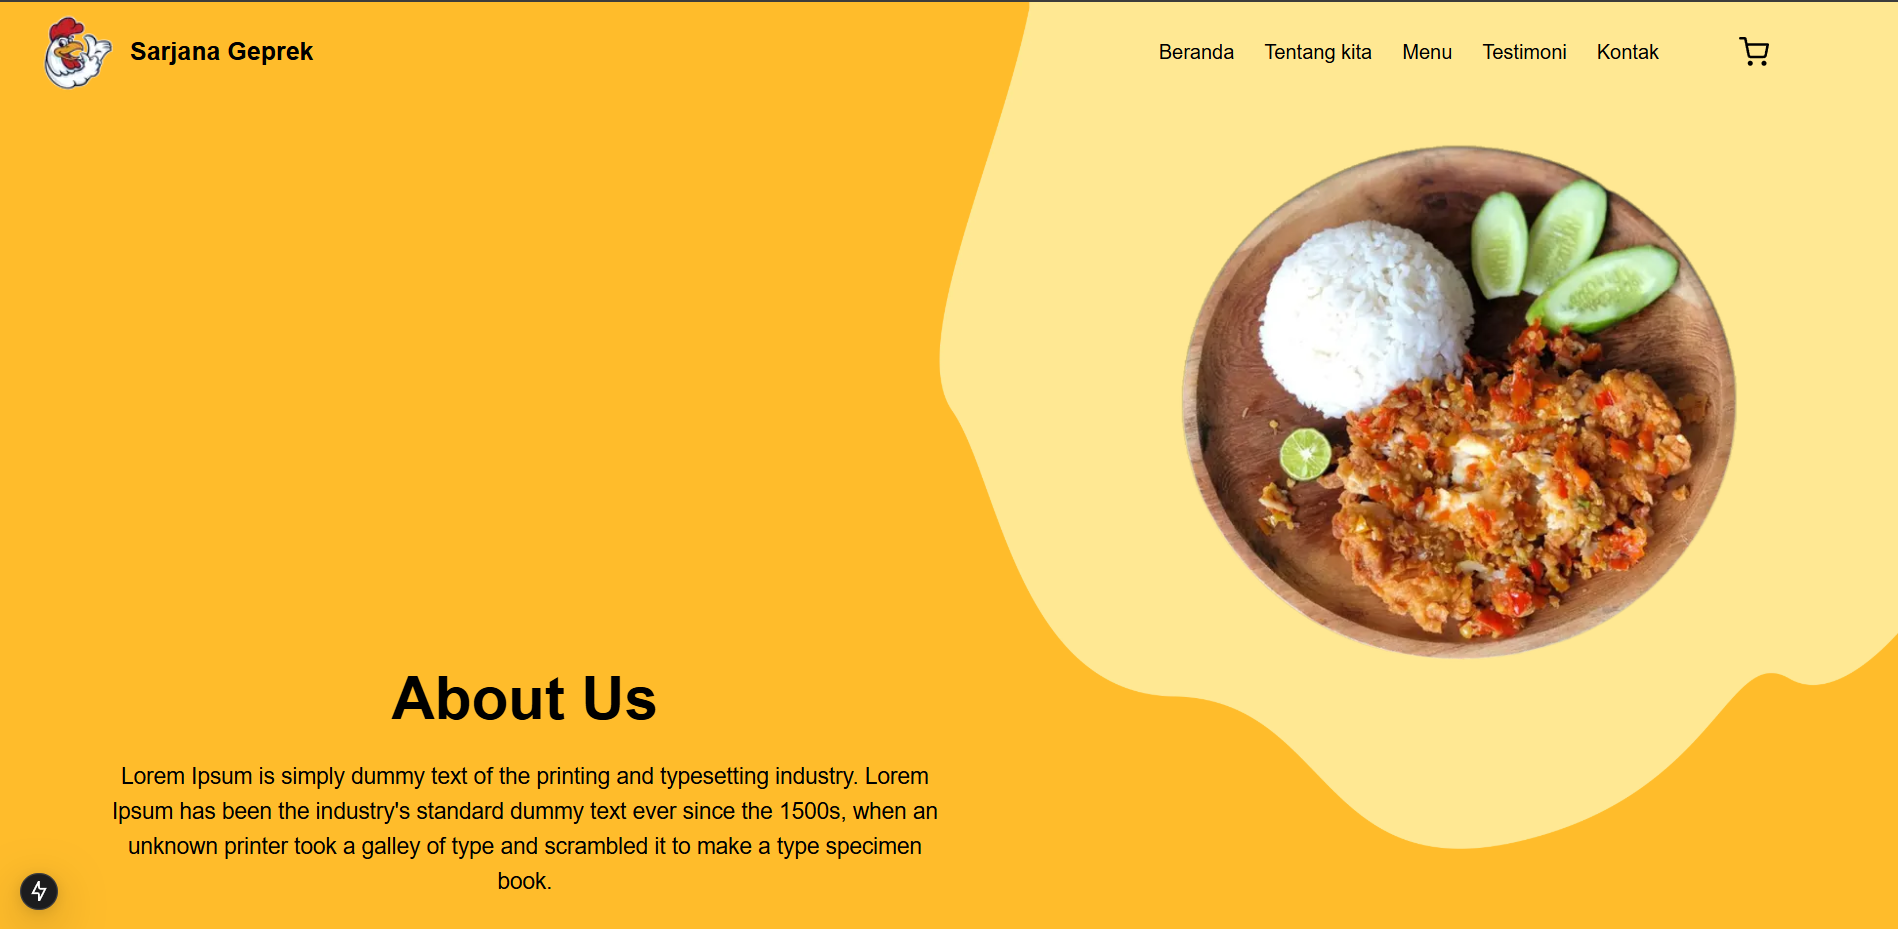 Sarjana Geprek
Beranda Tentang kita Menu Testimoni Kontak
About Us
Lorem Ipsum is simply dummy text of the printing and typesetting industry. Lorem
Ipsum has been the industry's standard dummy text ever since the 1500s, when an
unknown printer took a galley of type and scrambled it to make a type specimen
book.